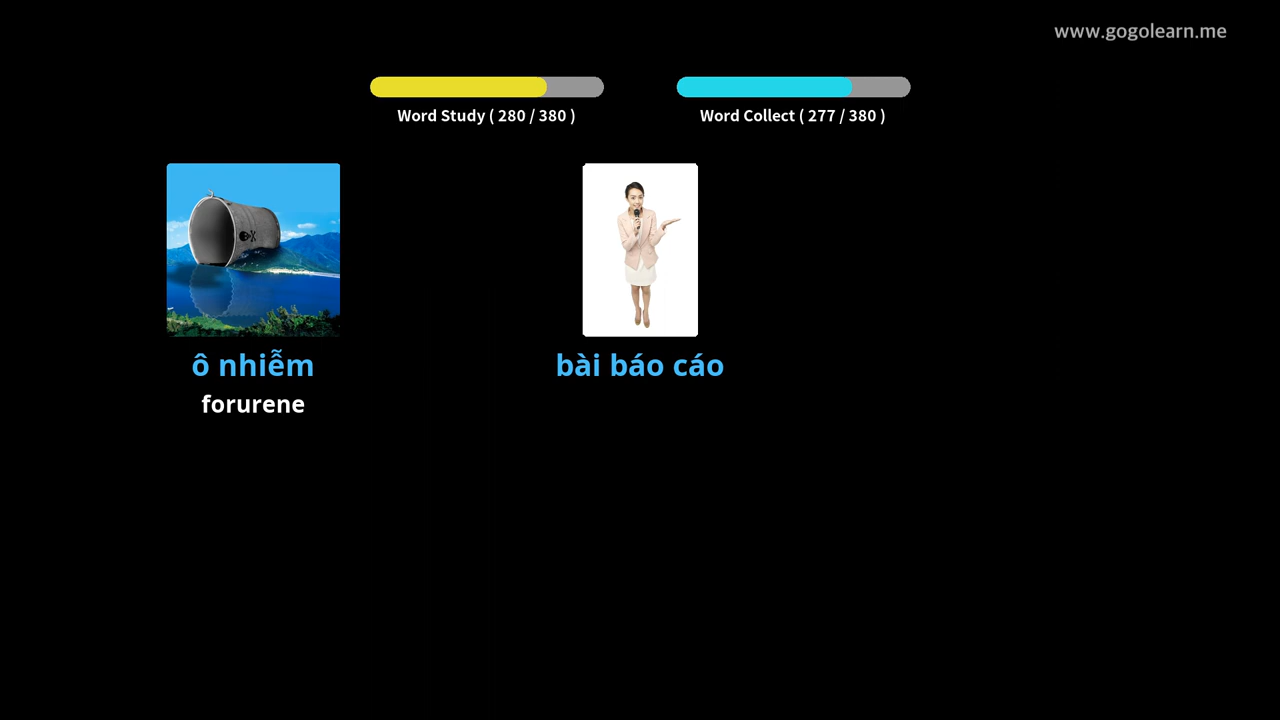 www.gogolearn.me
Word Study ( 280 / 380 )
Word Collect ( 277 / 380 )
ô nhiễm
forurene
bài báo cáo